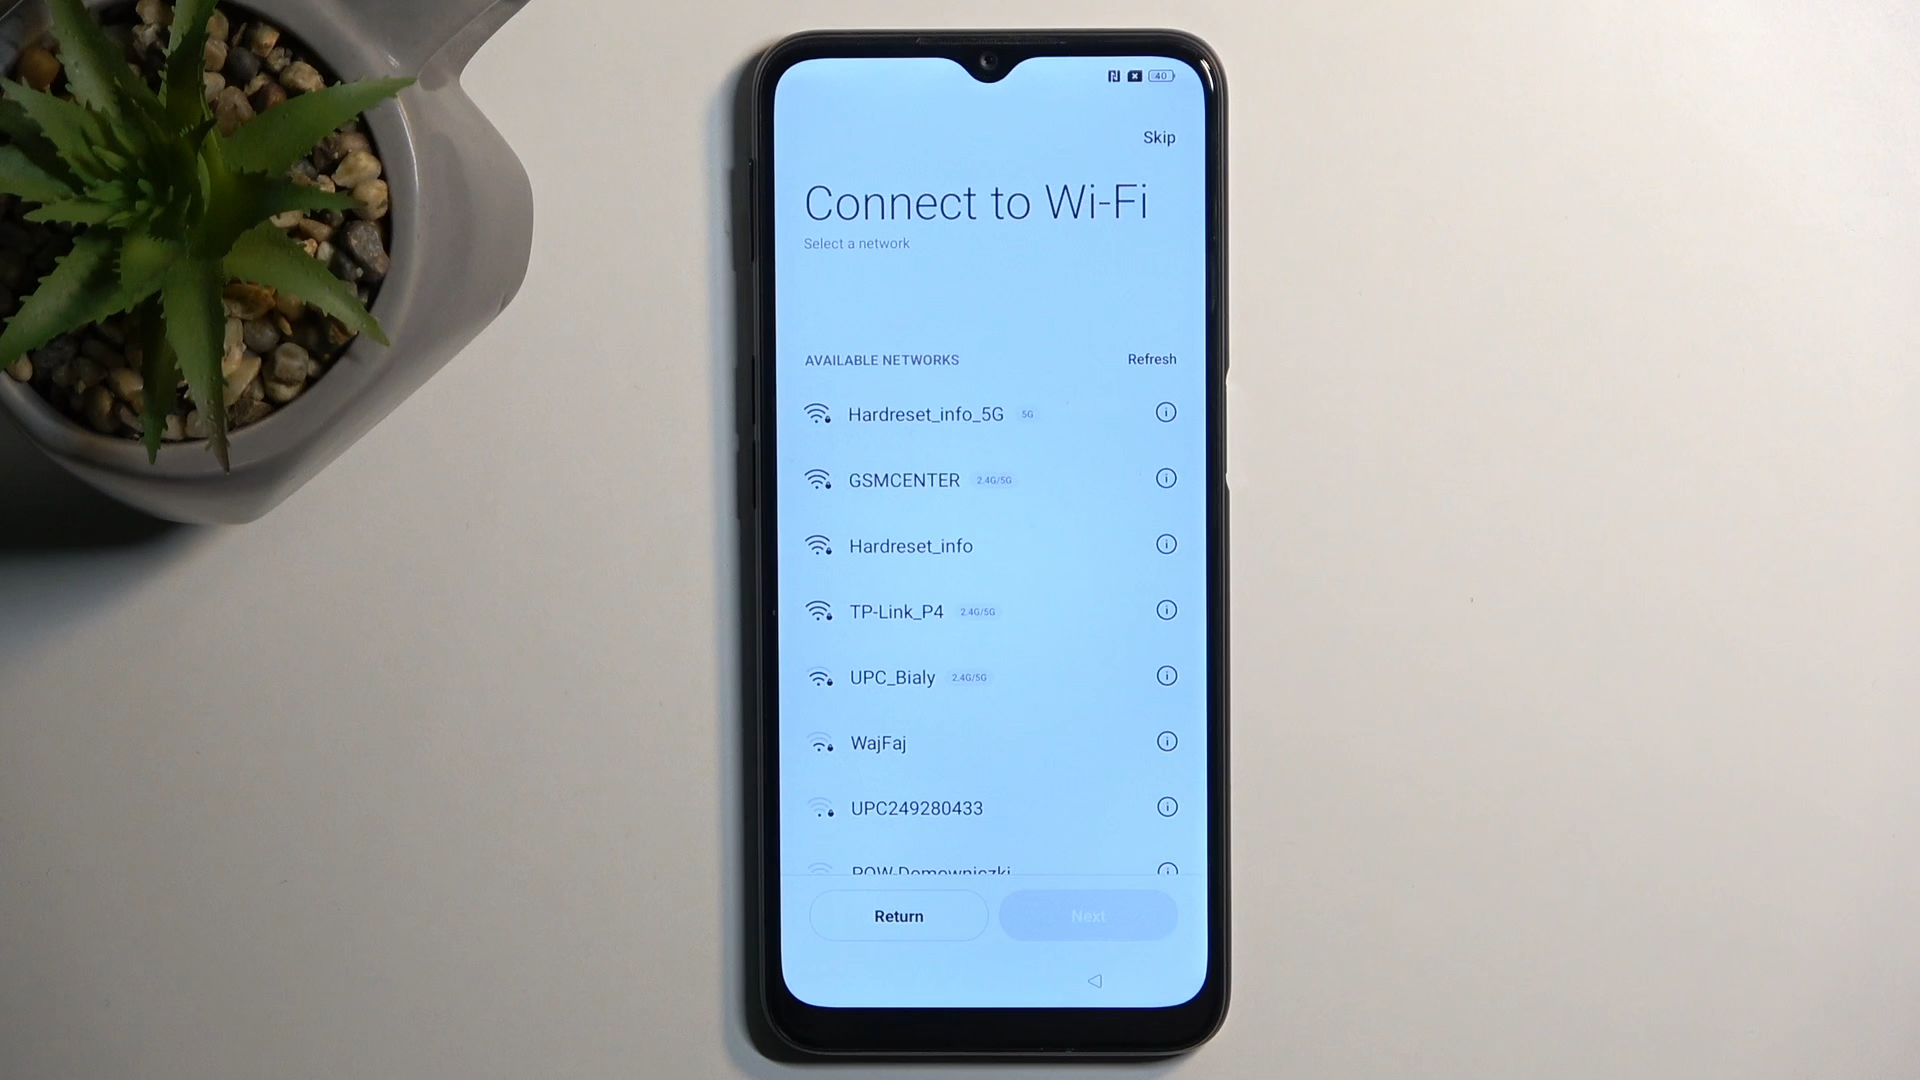 40
Skip
Connect to Wi-Fi
Select a network
AVAILABLE NETWORKS Refresh
Hardreset_info_5G 5G
GSMCENTER 2.4G/5G
Hardreset_info
TP-Link_P4 2.4G/5G
UPC_Bialy 2.4G/5G
WajFaj
UPC249280433
POW-Domowniczki
Return Next